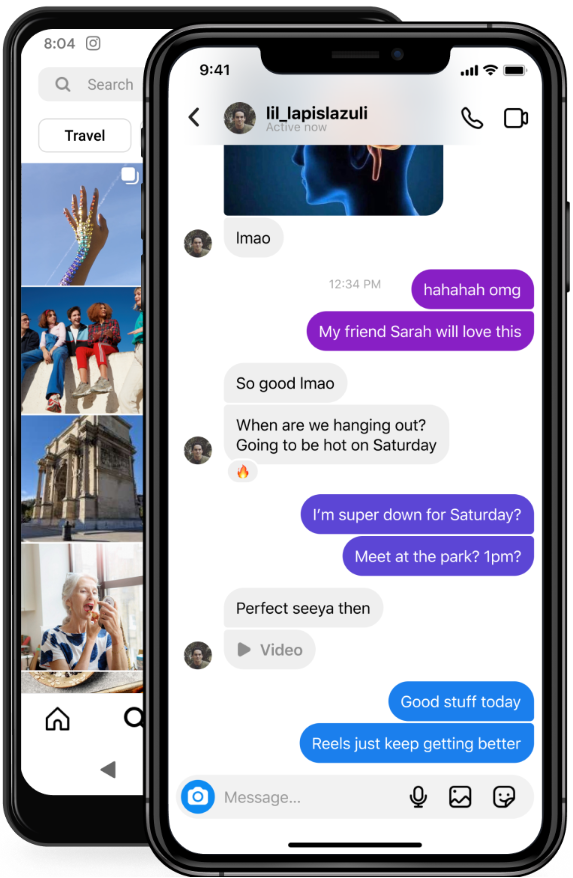 8:04
Search
Travel
9:41
lil_lapislazuli
Active now
lmao
12:34 PM
hahahah omg
My friend Sarah will love this
So good lmao
When are we hanging out?
Going to be hot on Saturday
I'm super down for Saturday?
Meet at the park? 1pm?
Perfect seeya then
Video
Good stuff today
Reels just keep getting better
Message...